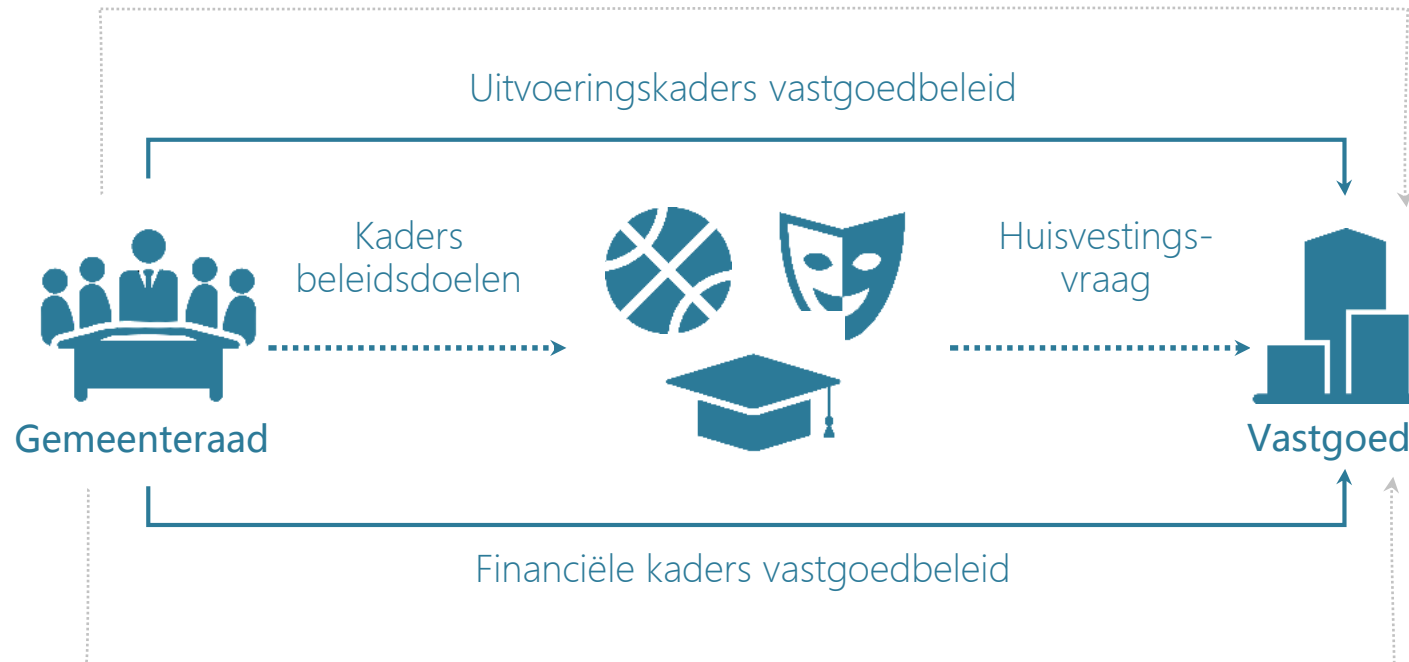 Uitvoeringskaders vastgoedbeleid
Kaders
beleidsdoelen
Huisvestings-
vraag
Gemeenteraad
Vastgoed
Financiële kaders vastgoedbeleid